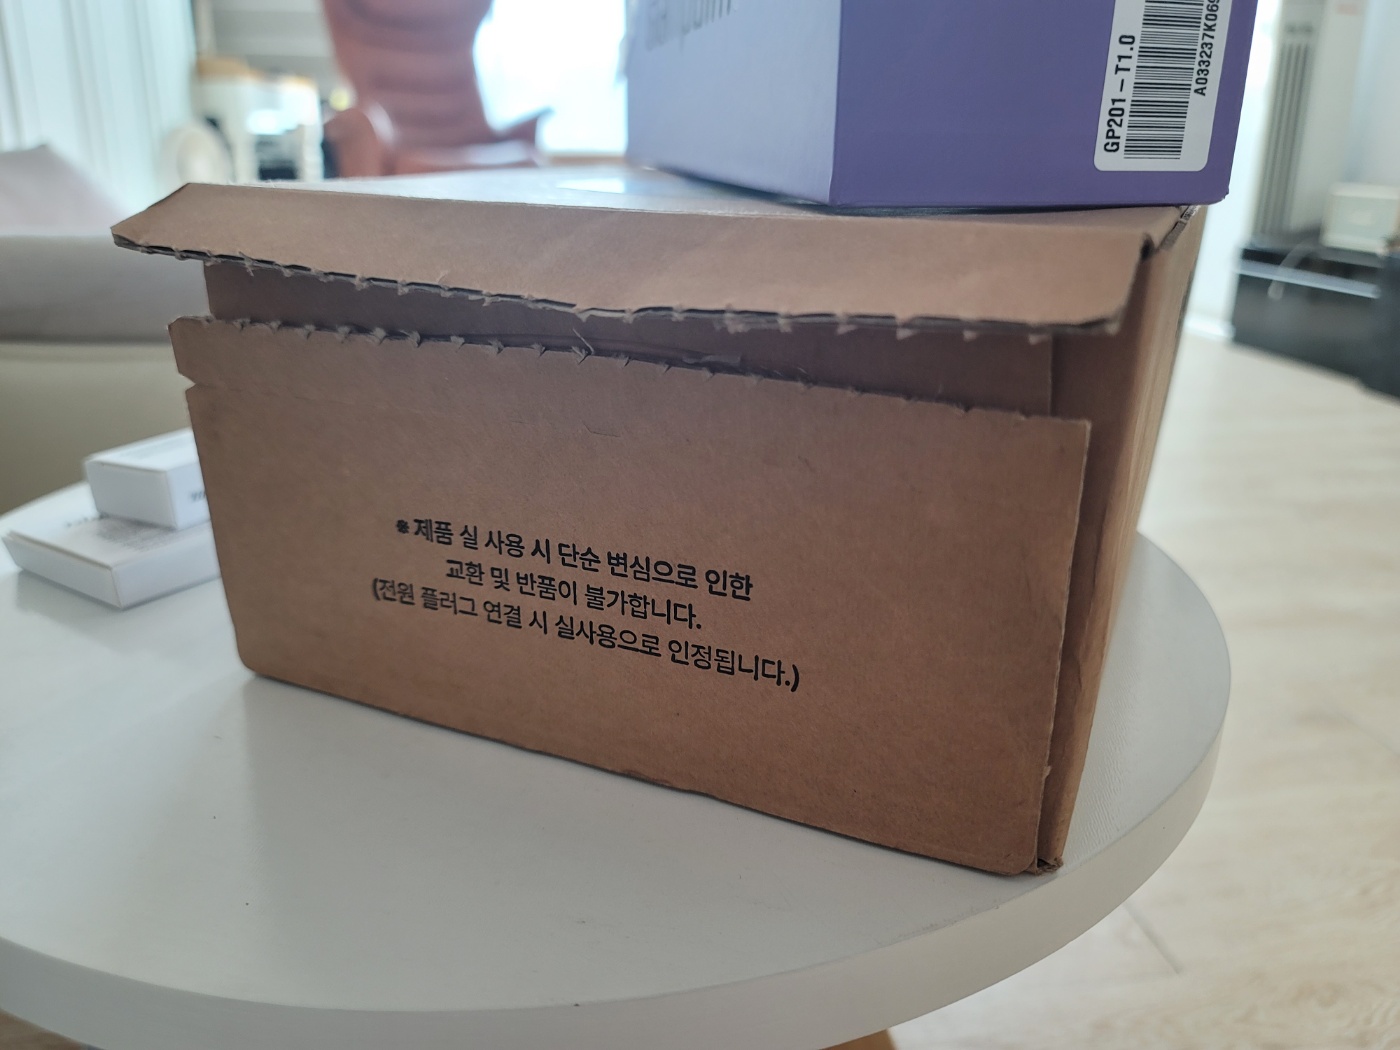 GP201-T1.0
※ 제품 실 사용 시 단순 변심으로 인한
교환 및 반품이 불가합니다.
(전원 플러그 연결 시 실사용으로 인정됩니다.)